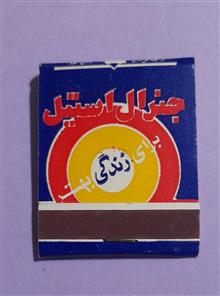 جنرال استیل
برای زندگی بهتر